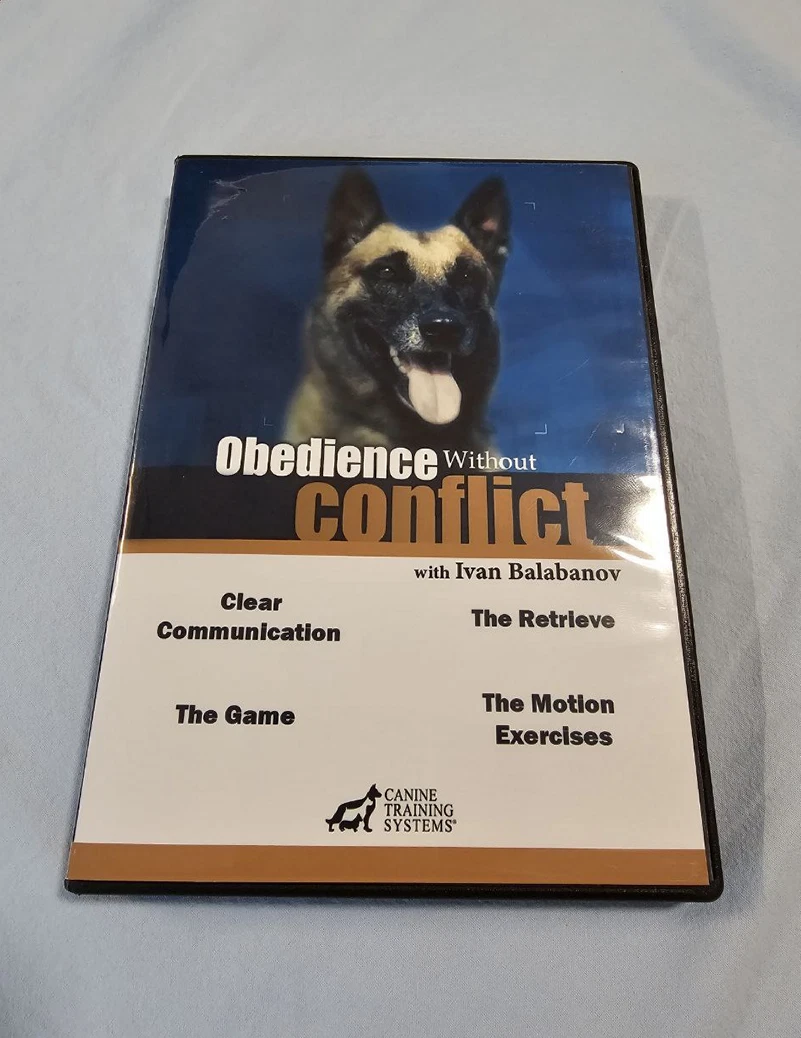 Obedience Without
conflict
with Ivan Balabanov
Clear
Communication
The Retrieve
The Game
The Motion
Exercises
CANINE
TRAINING
SYSTEMS®